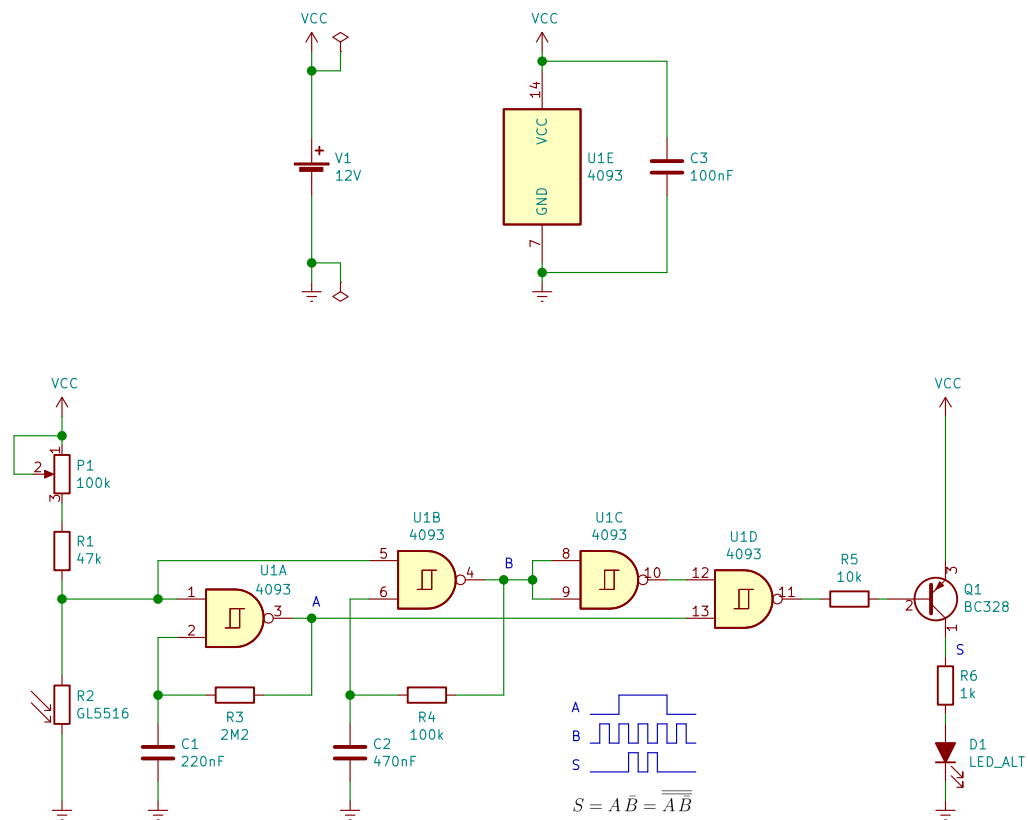 VCC
VCC
14
VCC
+
V1
12V
U1E
4093
C3
100nF
GND
7
VCC
VCC
1
2
P1
100k
3
R1
47k
U1B
4093
U1C
4093
U1D
4093
5
6
4
B
8
9
10
12
13
11
R5
10k
3
2
Q1
BC328
1
S
U1A
4093
1
2
3
A
R2
GL5516
R3
2M2
R4
100k
R6
1k
C1
220nF
C2
470nF
A
B
S
D1
LED_ALT
S = A B̄ = \overline{\overline{A B̄}}